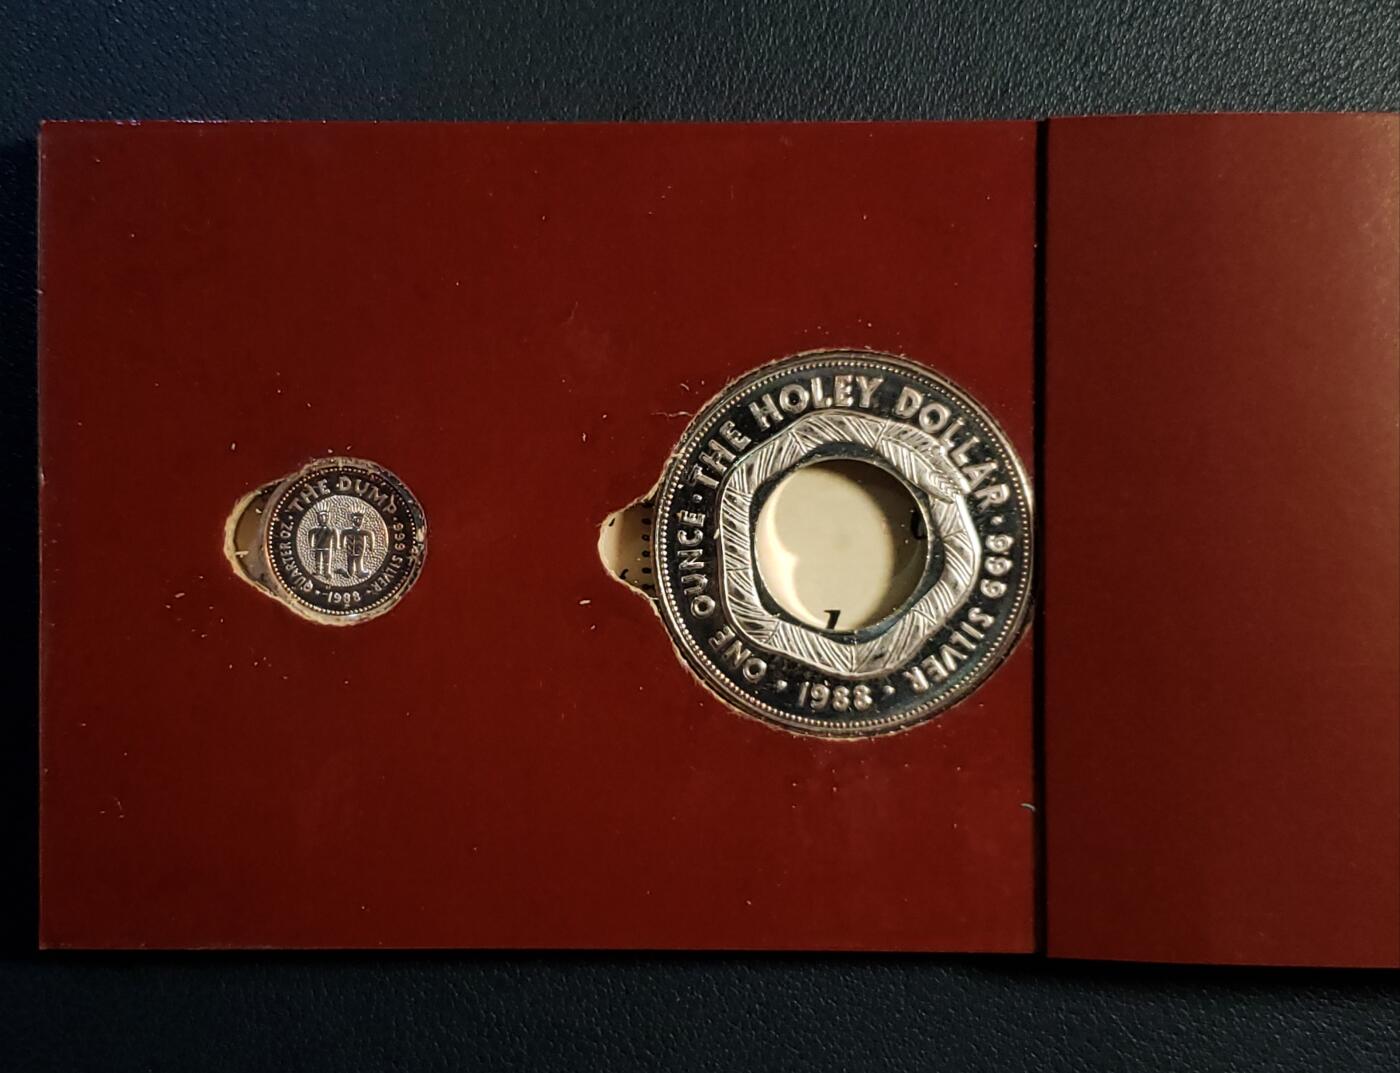 THE DUMP · 999 SILVER · 1988 · QUARTER OZ. ·
THE HOLEY DOLLAR · 999 SILVER · 1988 · ONE OUNCE ·